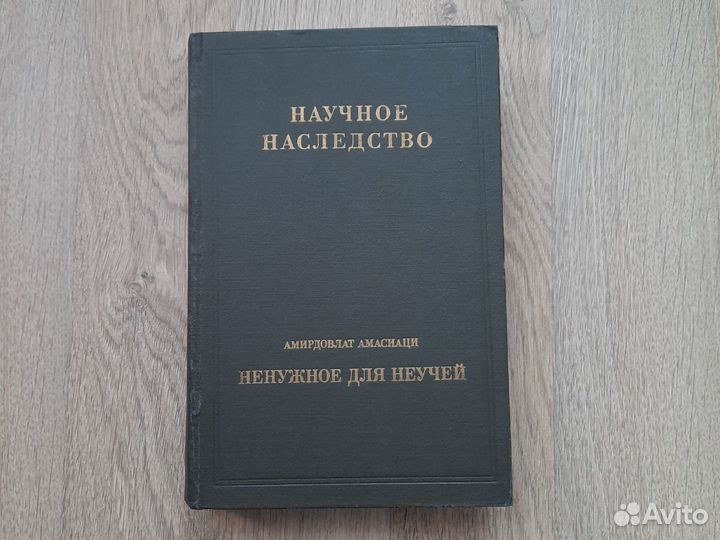 НАУЧНОЕ
НАСЛЕДСТВО
АМИРДОВЛАТ АМАСИАЦИ
НЕНУЖНОЕ ДЛЯ НЕУЧЕЙ
Avito